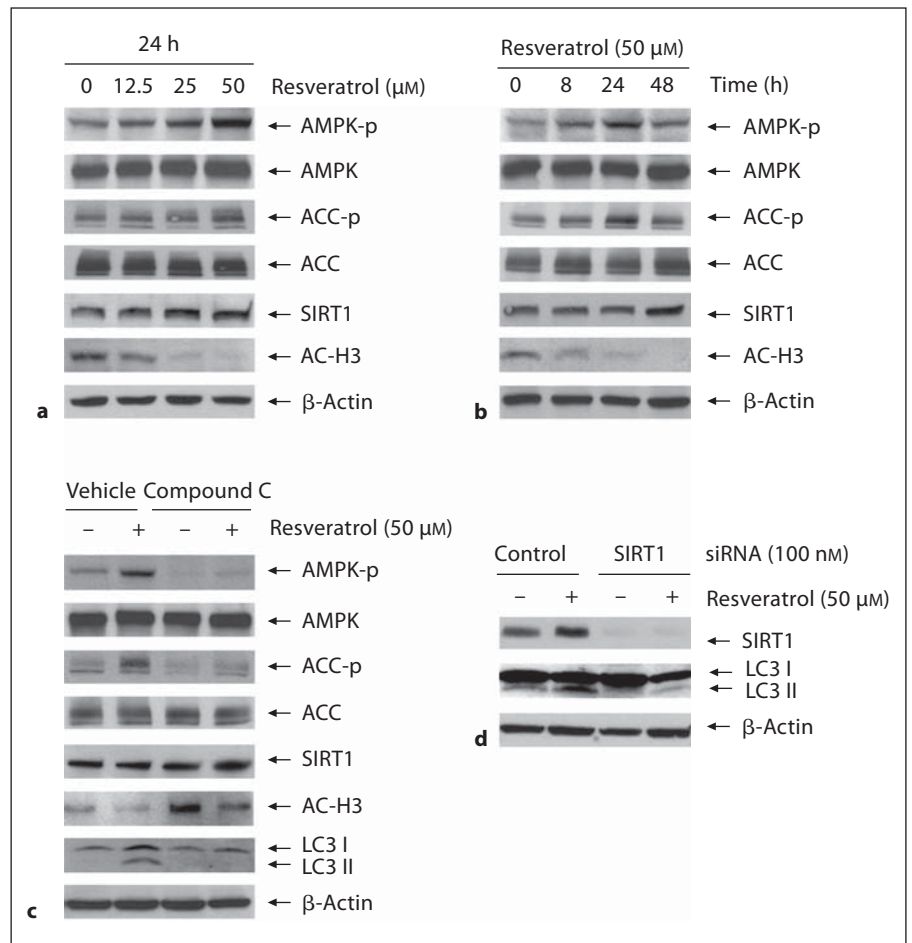 24 h
0 12.5 25 50 Resveratrol (μM)
← AMPK-p
← AMPK
← ACC-p
← ACC
← SIRT1
← AC-H3
← β-Actin
a
Resveratrol (50 μM)
0 8 24 48 Time (h)
← AMPK-p
← AMPK
← ACC-p
← ACC
← SIRT1
← AC-H3
← β-Actin
b
Vehicle Compound C
– + – + Resveratrol (50 μM)
← AMPK-p
← AMPK
← ACC-p
← ACC
← SIRT1
← AC-H3
← LC3 I
← LC3 II
← β-Actin
c
Control SIRT1 siRNA (100 nM)
– + – + Resveratrol (50 μM)
← SIRT1
← LC3 I
← LC3 II
← β-Actin
d